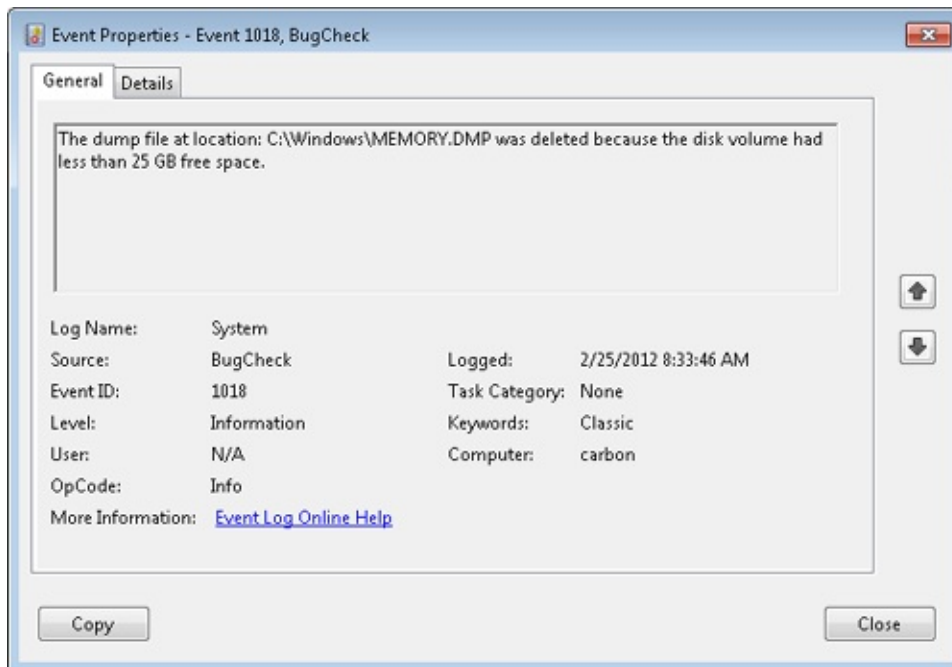 Event Properties - Event 1018, BugCheck
General Details
The dump file at location: C:\Windows\MEMORY.DMP was deleted because the disk volume had
less than 25 GB free space.
Log Name: System
Source: BugCheck Logged: 2/25/2012 8:33:46 AM
Event ID: 1018 Task Category: None
Level: Information Keywords: Classic
User: N/A Computer: carbon
OpCode: Info
More Information: Event Log Online Help
Copy Close